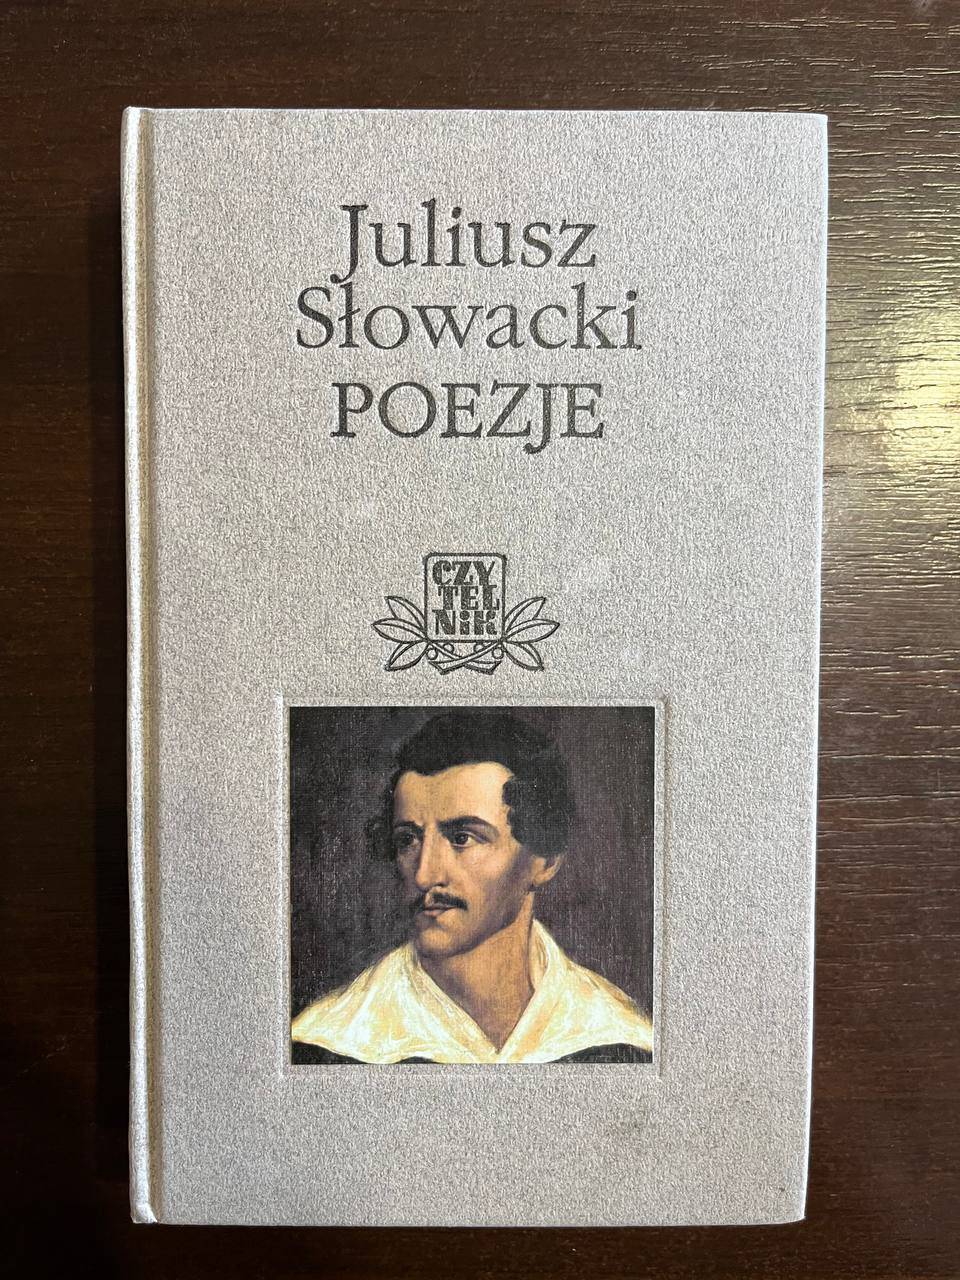 Juliusz
Słowacki
POEZJE
CZY
TEL
NiK